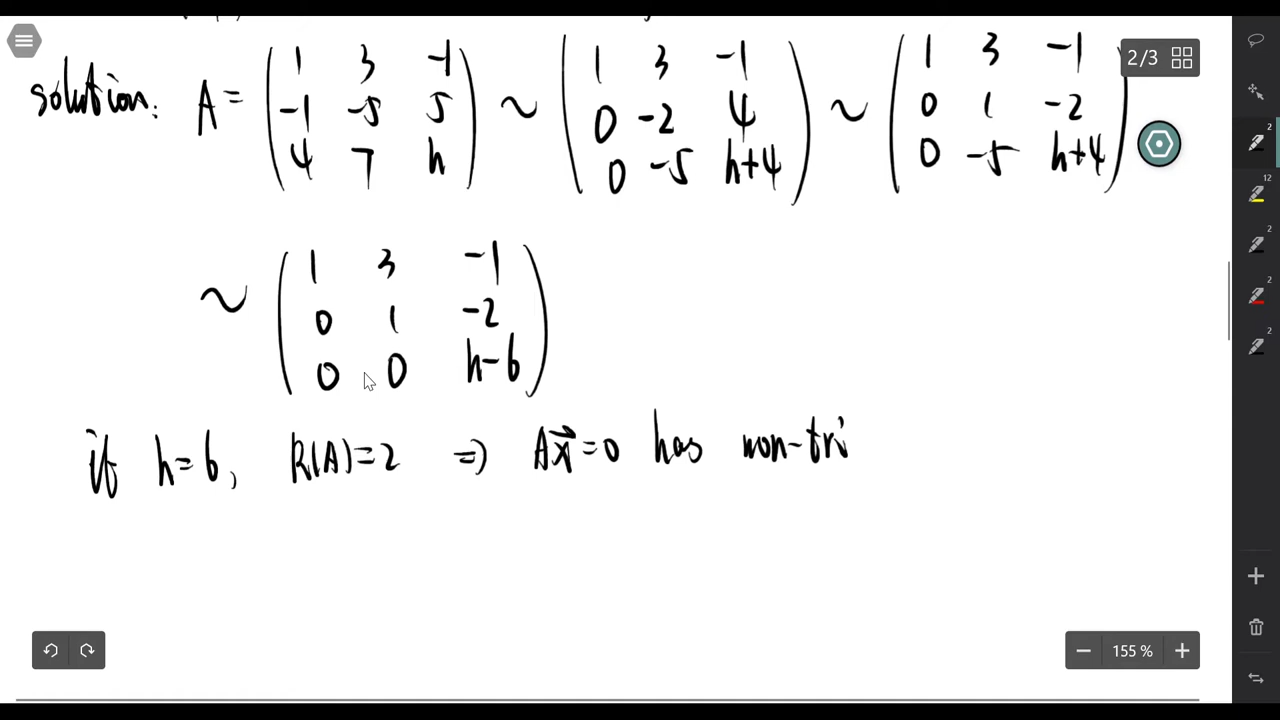 2/3
solution: A = ( 1 3 -1 ~ ( 1 3 -1 ~ ( 1 3 -1
-1 -5 5 0 -2 4 0 1 -2
4 7 h ) 0 -5 h+4 ) 0 -5 h+4 )
~ ( 1 3 -1
0 1 -2
0 0 h-6 )
if h=6, R(A)=2 => Ax⃗=0 has non-tri
155 %